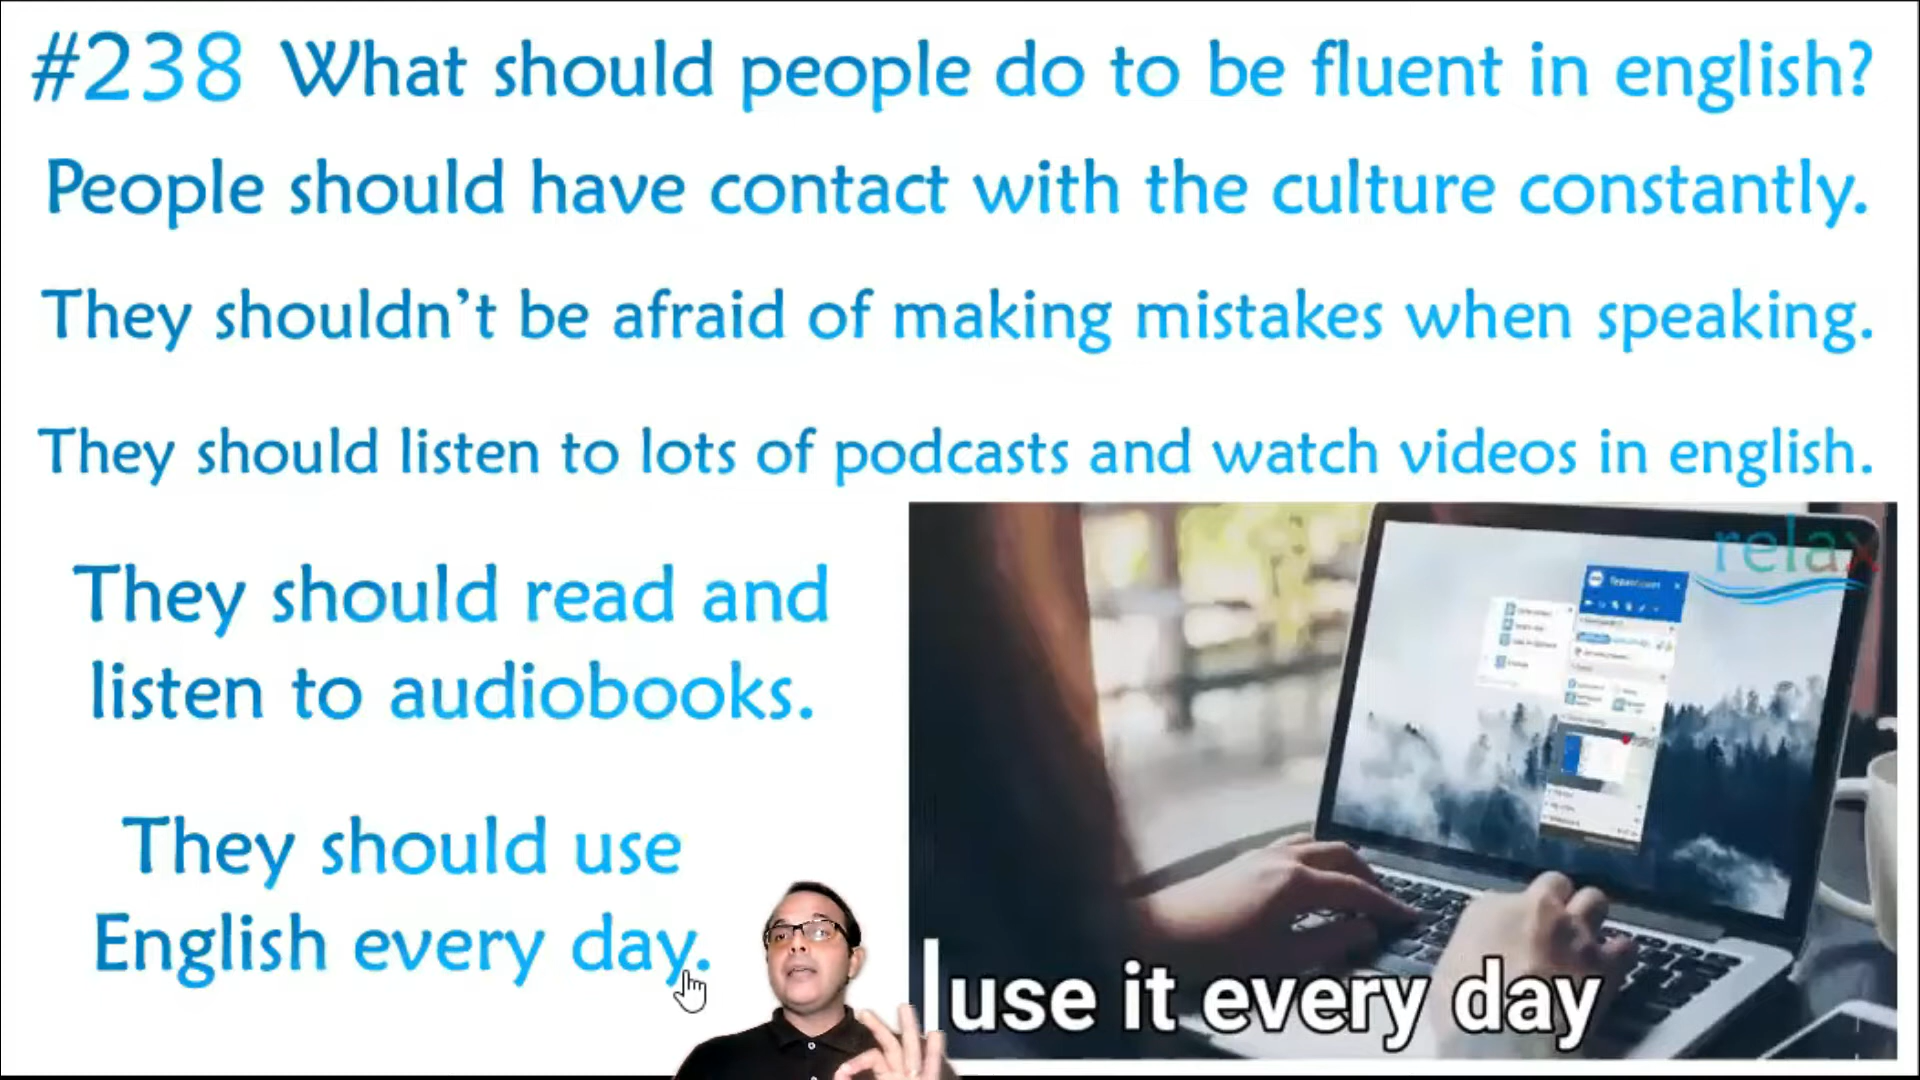 #238 What should people do to be fluent in english?
People should have contact with the culture constantly.
They shouldn't be afraid of making mistakes when speaking.
They should listen to lots of podcasts and watch videos in english.
They should read and
listen to audiobooks.
They should use
English every day.
relax
use it every day